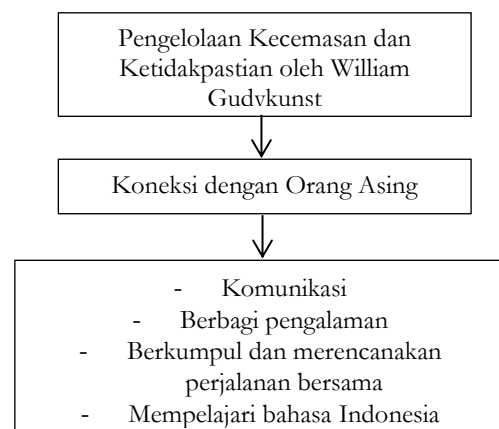 Pengelolaan Kecemasan dan
Ketidakpastian oleh William
Gudykunst
Koneksi dengan Orang Asing
- Komunikasi
- Berbagi pengalaman
- Berkumpul dan merencanakan
perjalanan bersama
- Mempelajari bahasa Indonesia